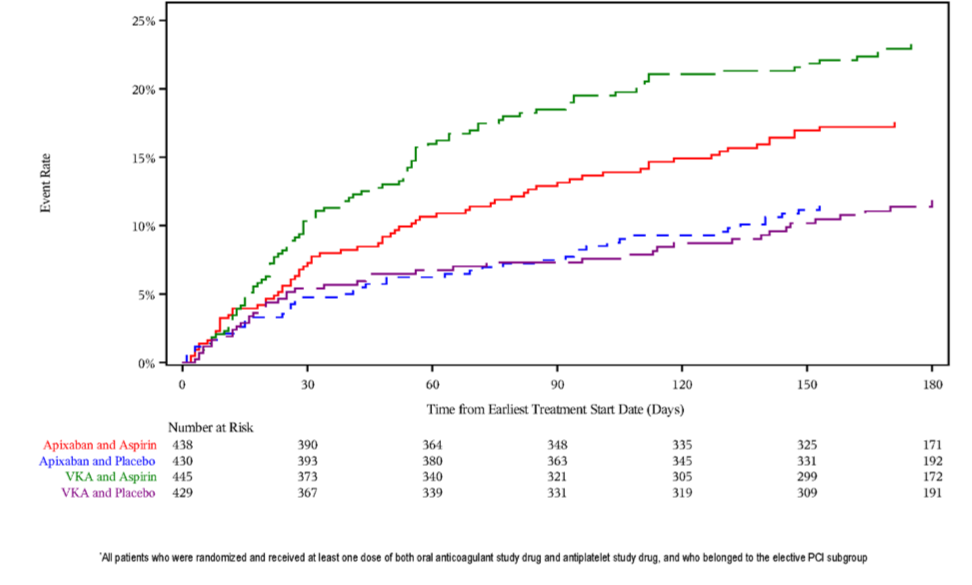 25%
20%
15%
10%
5%
0%
Event Rate
0 30 60 90 120 150 180
Time from Earliest Treatment Start Date (Days)
Number at Risk
Apixaban and Aspirin 438 390 364 348 335 325 171
Apixaban and Placebo 430 393 380 363 345 331 192
VKA and Aspirin 445 373 340 321 305 299 172
VKA and Placebo 429 367 339 331 319 309 191
*All patients who were randomized and received at least one dose of both oral anticoagulant study drug and antiplatelet study drug, and who belonged to the elective PCI subgroup